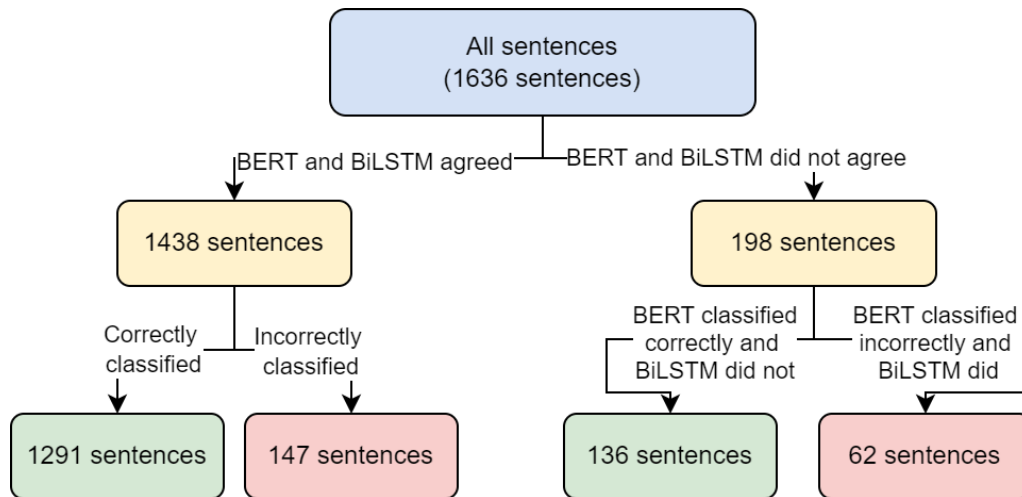 All sentences
(1636 sentences)
BERT and BiLSTM agreed
BERT and BiLSTM did not agree
1438 sentences
198 sentences
Correctly
classified
Incorrectly
classified
BERT classified
correctly and
BiLSTM did not
BERT classified
incorrectly and
BiLSTM did
1291 sentences
147 sentences
136 sentences
62 sentences